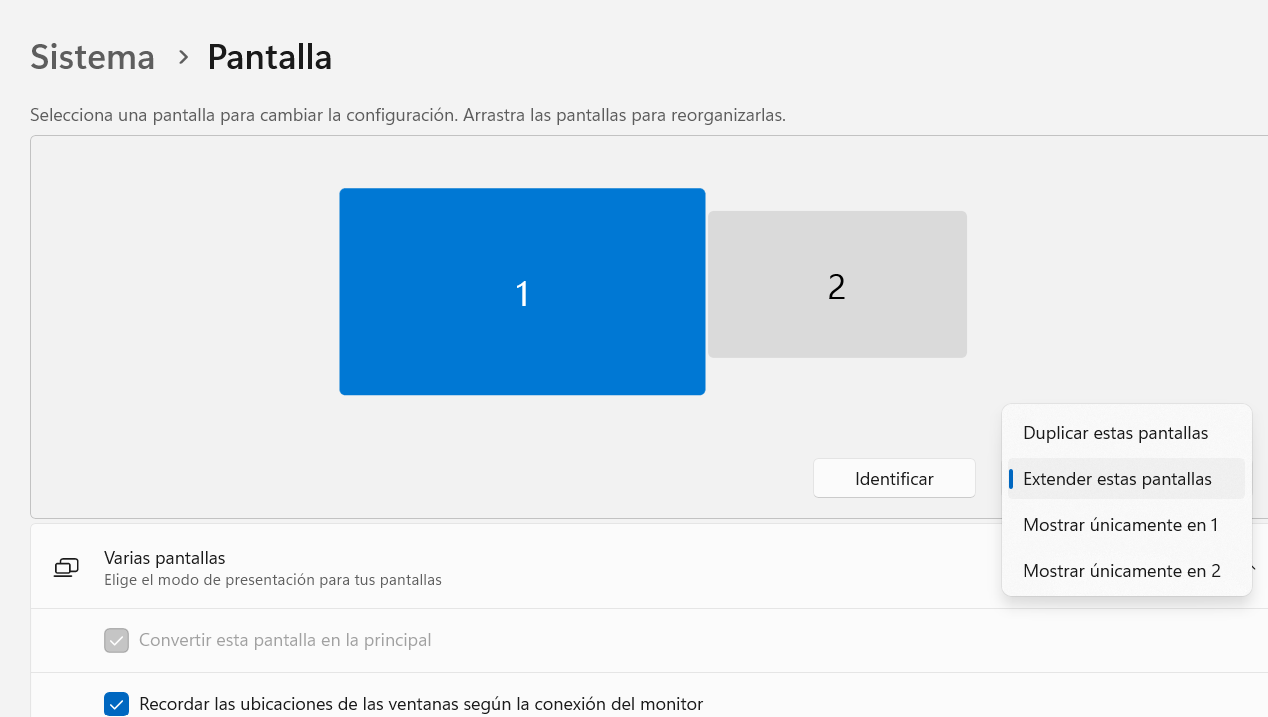 Sistema > Pantalla
Selecciona una pantalla para cambiar la configuración. Arrastra las pantallas para reorganizarlas.
1
2
Identificar
Duplicar estas pantallas
Extender estas pantallas
Mostrar únicamente en 1
Mostrar únicamente en 2
Varias pantallas
Elige el modo de presentación para tus pantallas
Convertir esta pantalla en la principal
Recordar las ubicaciones de las ventanas según la conexión del monitor